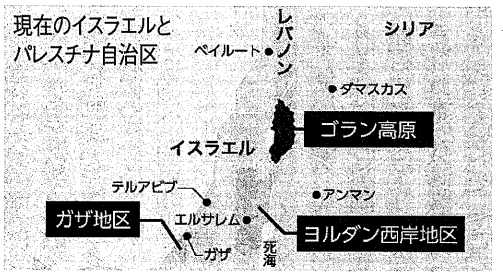 現在のイスラエルと
パレスチナ自治区
レバノン
シリア
ベイルート
ダマスカス
ゴラン高原
イスラエル
テルアビブ
アンマン
ガザ地区
エルサレム
ヨルダン西岸地区
ガザ
死海